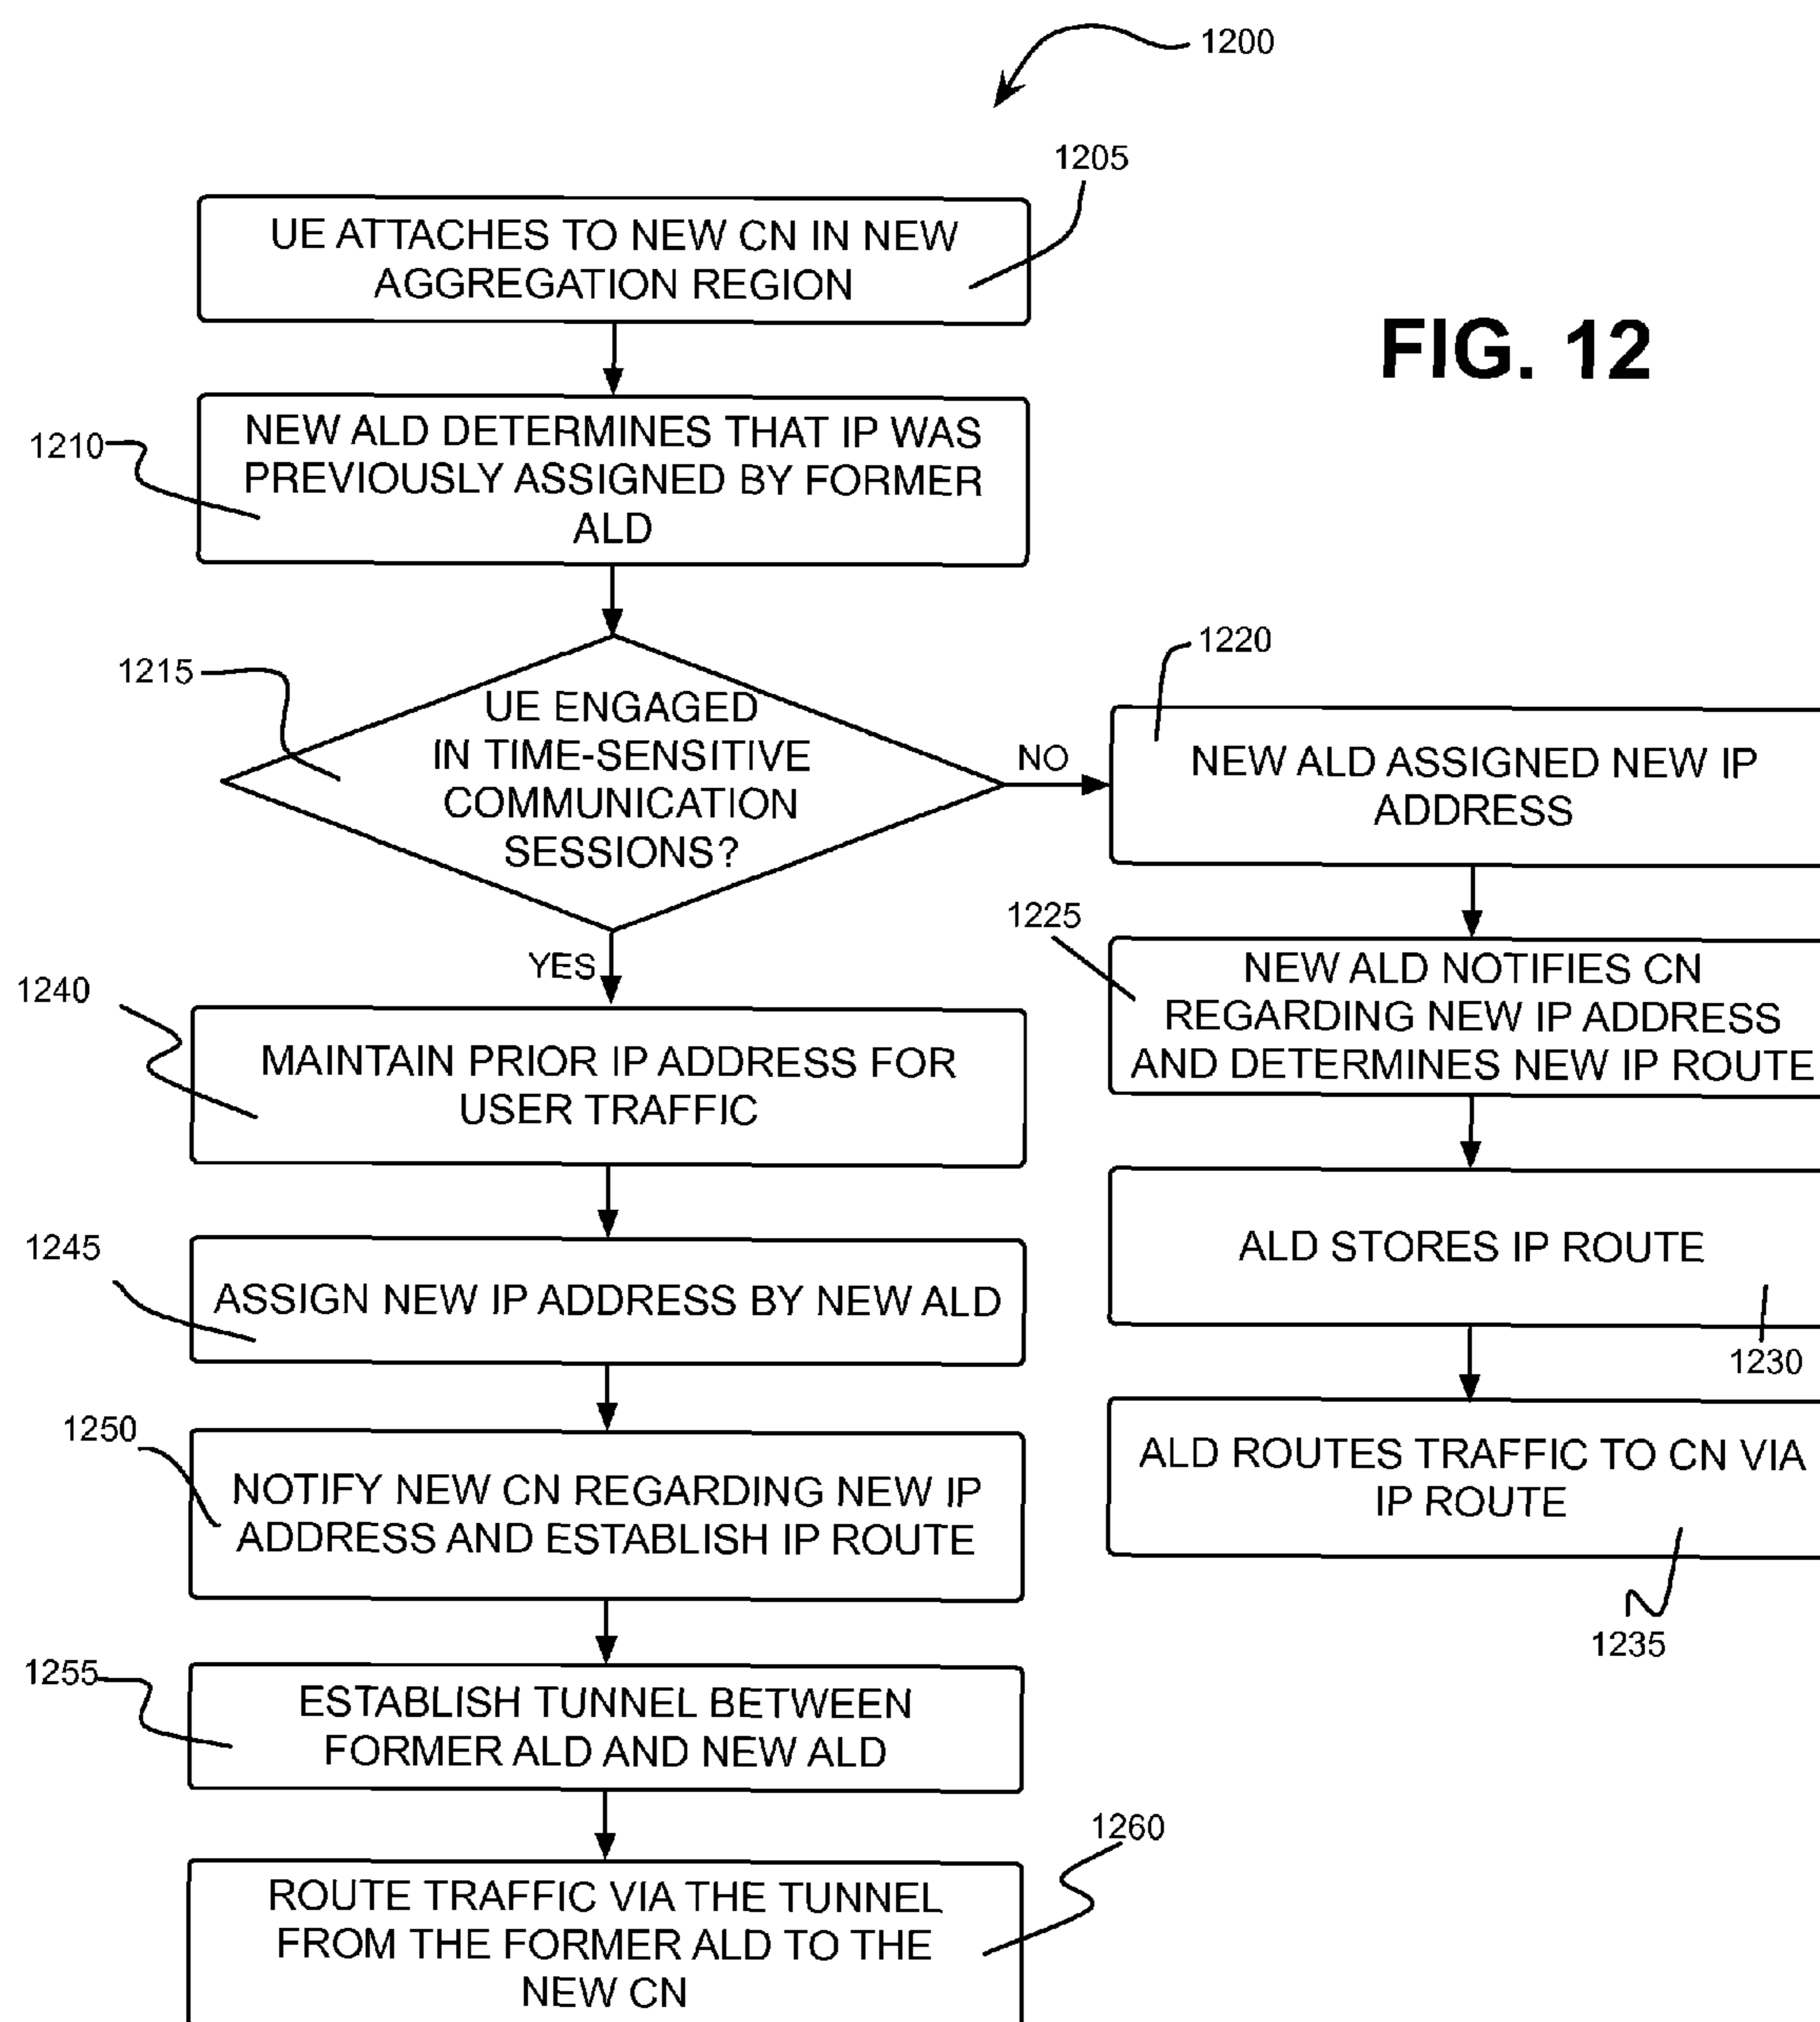 1200
1205
UE ATTACHES TO NEW CN IN NEW
AGGREGATION REGION
FIG. 12
1210
NEW ALD DETERMINES THAT IP WAS
PREVIOUSLY ASSIGNED BY FORMER
ALD
1215
UE ENGAGED
IN TIME-SENSITIVE
COMMUNICATION
SESSIONS?
NO
1220
NEW ALD ASSIGNED NEW IP
ADDRESS
1225
NEW ALD NOTIFIES CN
REGARDING NEW IP ADDRESS
AND DETERMINES NEW IP ROUTE
ALD STORES IP ROUTE
1230
ALD ROUTES TRAFFIC TO CN VIA
IP ROUTE
1235
YES
1240
MAINTAIN PRIOR IP ADDRESS FOR
USER TRAFFIC
1245
ASSIGN NEW IP ADDRESS BY NEW ALD
1250
NOTIFY NEW CN REGARDING NEW IP
ADDRESS AND ESTABLISH IP ROUTE
1255
ESTABLISH TUNNEL BETWEEN
FORMER ALD AND NEW ALD
1260
ROUTE TRAFFIC VIA THE TUNNEL
FROM THE FORMER ALD TO THE
NEW CN